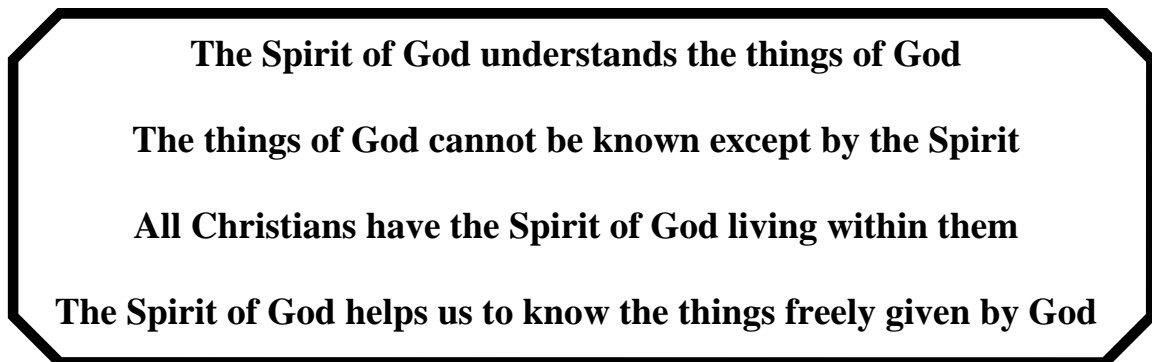 The Spirit of God understands the things of God
The things of God cannot be known except by the Spirit
All Christians have the Spirit of God living within them
The Spirit of God helps us to know the things freely given by God